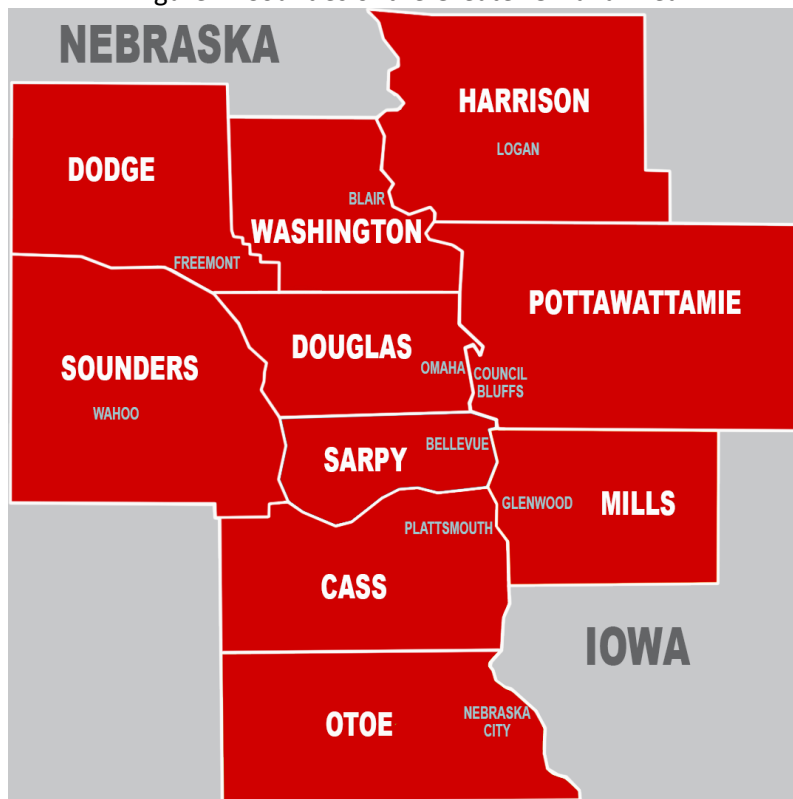 NEBRASKA
HARRISON
LOGAN
DODGE
BLAIR
WASHINGTON
FREEMONT
POTTAWATTAMIE
DOUGLAS
OMAHA
COUNCIL
BLUFFS
SOUNDERS
WAHOO
SARPY
BELLEVUE
GLENWOOD
MILLS
PLATTSMOUTH
CASS
IOWA
OTOE
NEBRASKA
CITY